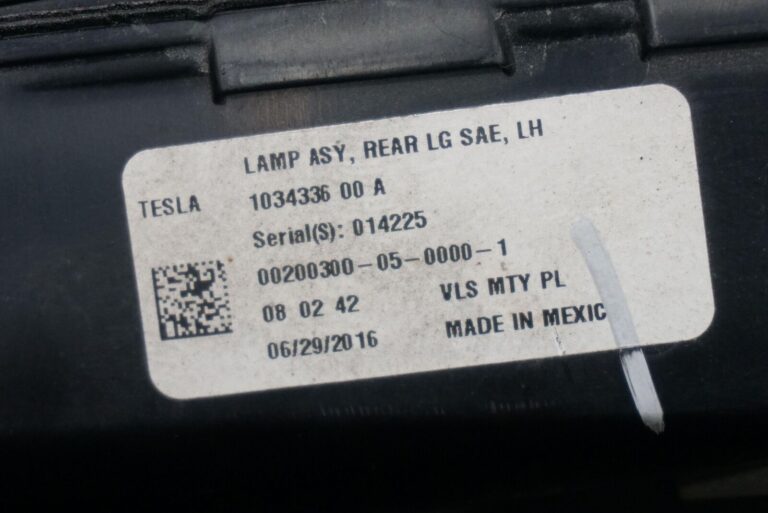 LAMP ASY, REAR LG SAE, LH
TESLA
1034336 00 A
Serial(S): 014225
00200300-05-0000-1
08 02 42
VLS MTY PL
06/29/2016
MADE IN MEXIC